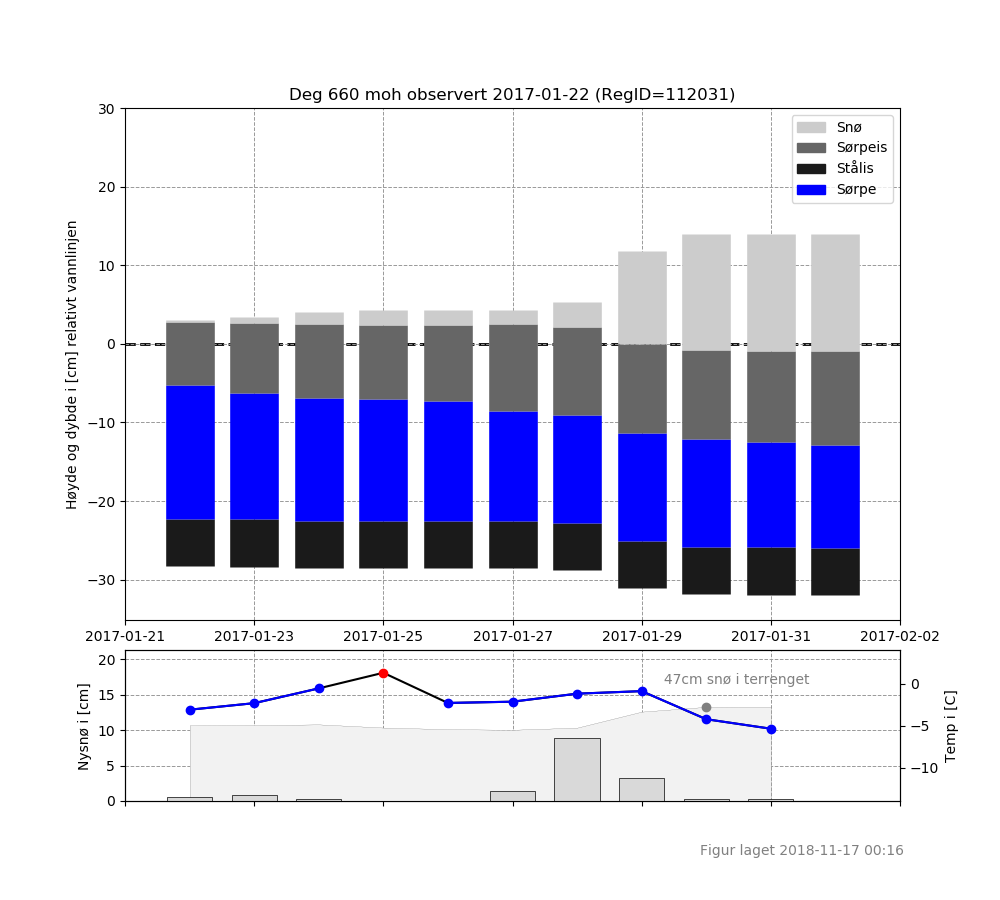 Deg 660 moh observert 2017-01-22 (RegID=112031)
Høyde og dybde i [cm] relativt vannlinjen
30
20
10
0
−10
−20
−30
Snø
Sørpeis
Stålis
Sørpe
2017-01-21 2017-01-23 2017-01-25 2017-01-27 2017-01-29 2017-01-31 2017-02-02
Nysnø i [cm]
20
15
10
5
0
47cm snø i terrenget
0
−5
−10
Temp i [C]
Figur laget 2018-11-17 00:16